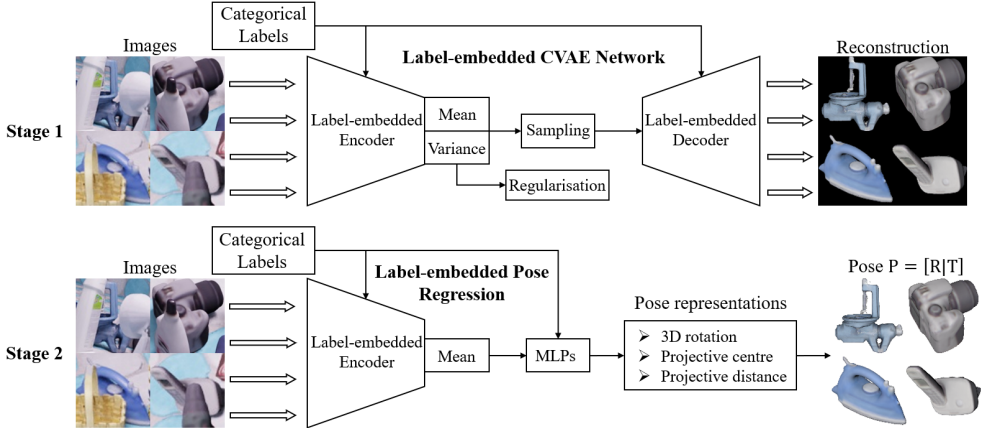 Categorical
Labels
Images
Label-embedded CVAE Network
Reconstruction
Stage 1
Label-embedded
Encoder
Mean
Variance
Sampling
Regularisation
Label-embedded
Decoder
Categorical
Labels
Images
Label-embedded Pose
Regression
Pose P = [R|T]
Stage 2
Label-embedded
Encoder
Mean
MLPs
Pose representations
➢ 3D rotation
➢ Projective centre
➢ Projective distance